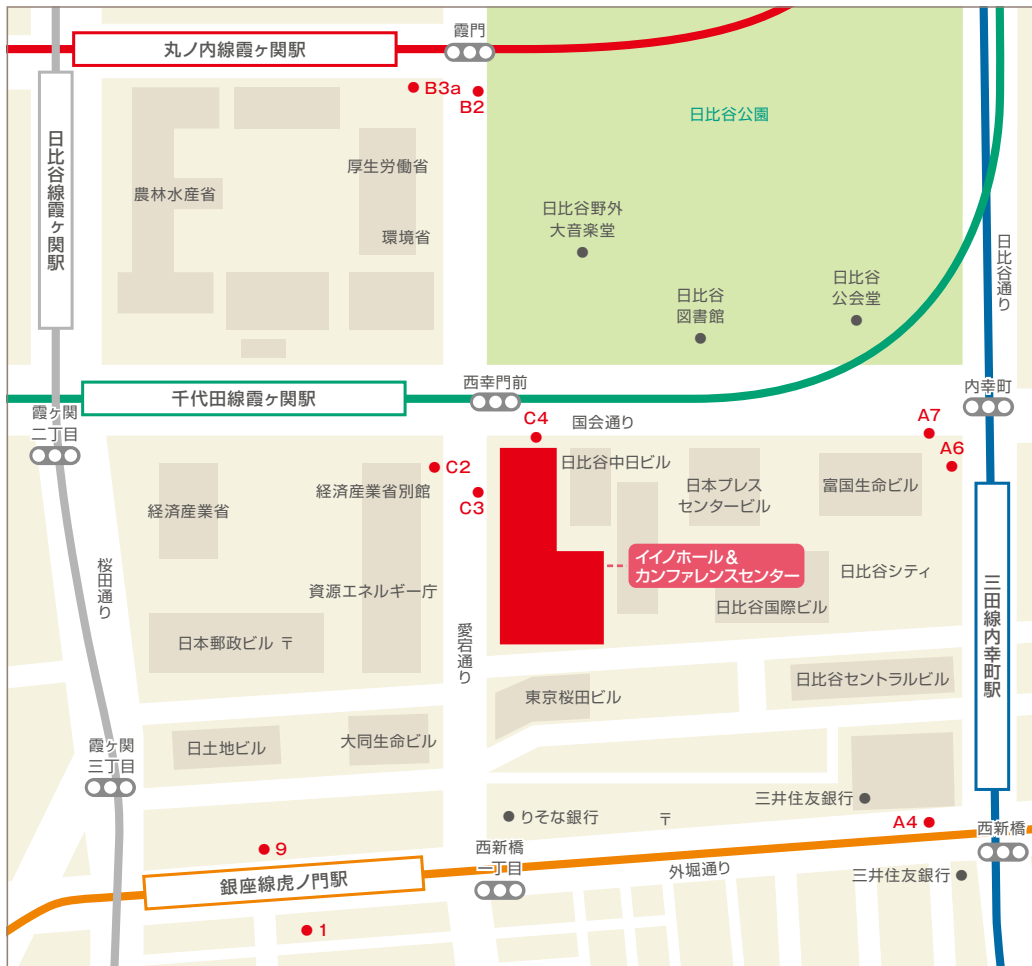 霞門
丸ノ内線霞ヶ関駅
B3a
B2
日比谷公園
日比谷線霞ヶ関駅
厚生労働省
農林水産省
環境省
日比谷野外
大音楽堂
日比谷通り
日比谷
公会堂
日比谷
図書館
西幸門前
内幸町
千代田線霞ヶ関駅
霞ヶ関
二丁目
C4
国会通り
A7
A6
C2
C3
日比谷中日ビル
日本プレス
センタービル
富国生命ビル
経済産業省別館
経済産業省
イイノホール&
カンファレンスセンター
日比谷シティ
桜田通り
資源エネルギー庁
日比谷国際ビル
三田線内幸町駅
日本郵政ビル 〒
愛宕通り
東京桜田ビル
日比谷セントラルビル
霞ヶ関
三丁目
日土地ビル
大同生命ビル
三井住友銀行
りそな銀行
〒
A4
西新橋
9
西新橋
一丁目
外堀通り
三井住友銀行
銀座線虎ノ門駅
1